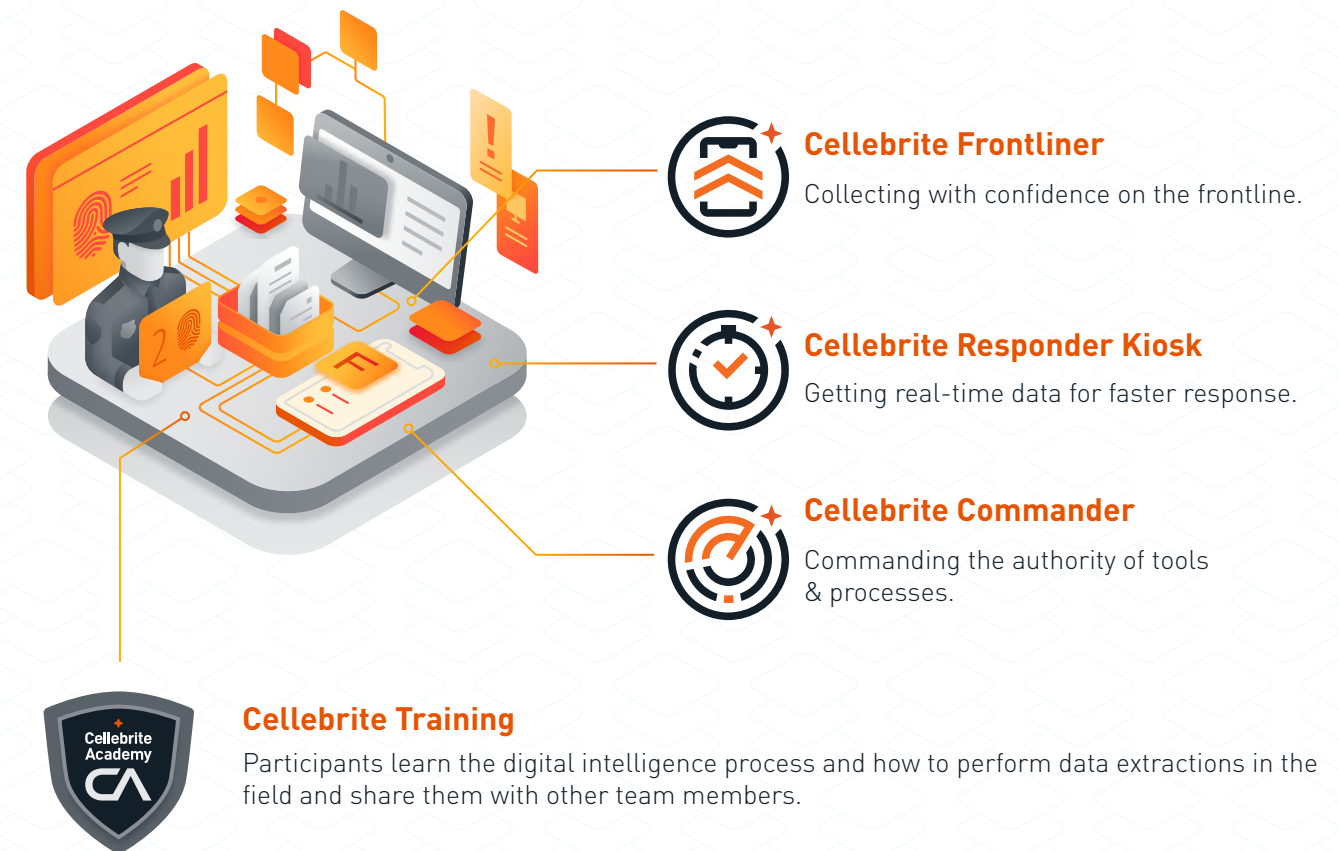 Cellebrite Frontliner
Collecting with confidence on the frontline.
Cellebrite Responder Kiosk
Getting real-time data for faster response.
Cellebrite Commander
Commanding the authority of tools
& processes.
2
F
!
Cellebrite
Academy
CA
Cellebrite Training
Participants learn the digital intelligence process and how to perform data extractions in the
field and share them with other team members.